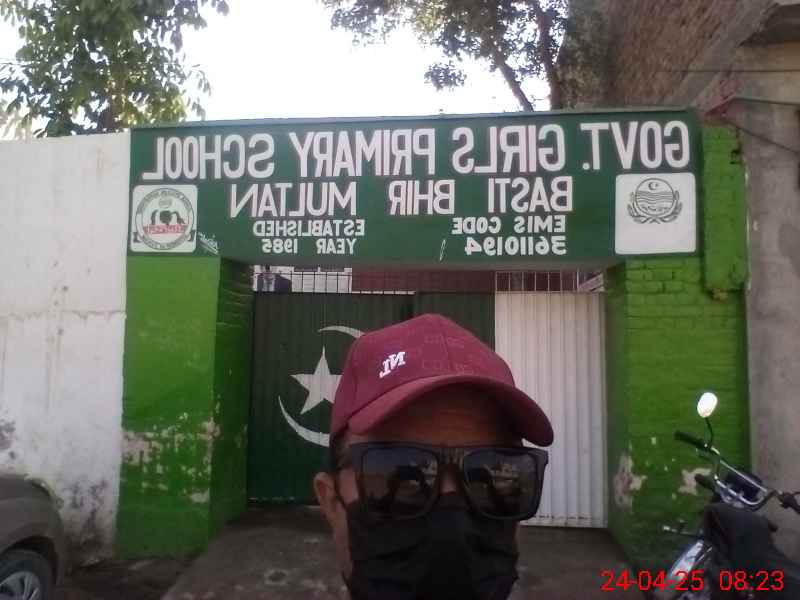 GOVT. GIRLS PRIMARY SCHOOL
BASTI BHIR MULTAN
EMIS CODE
36110194
ESTABLISHED
YEAR 1985
24-04-25 08:23